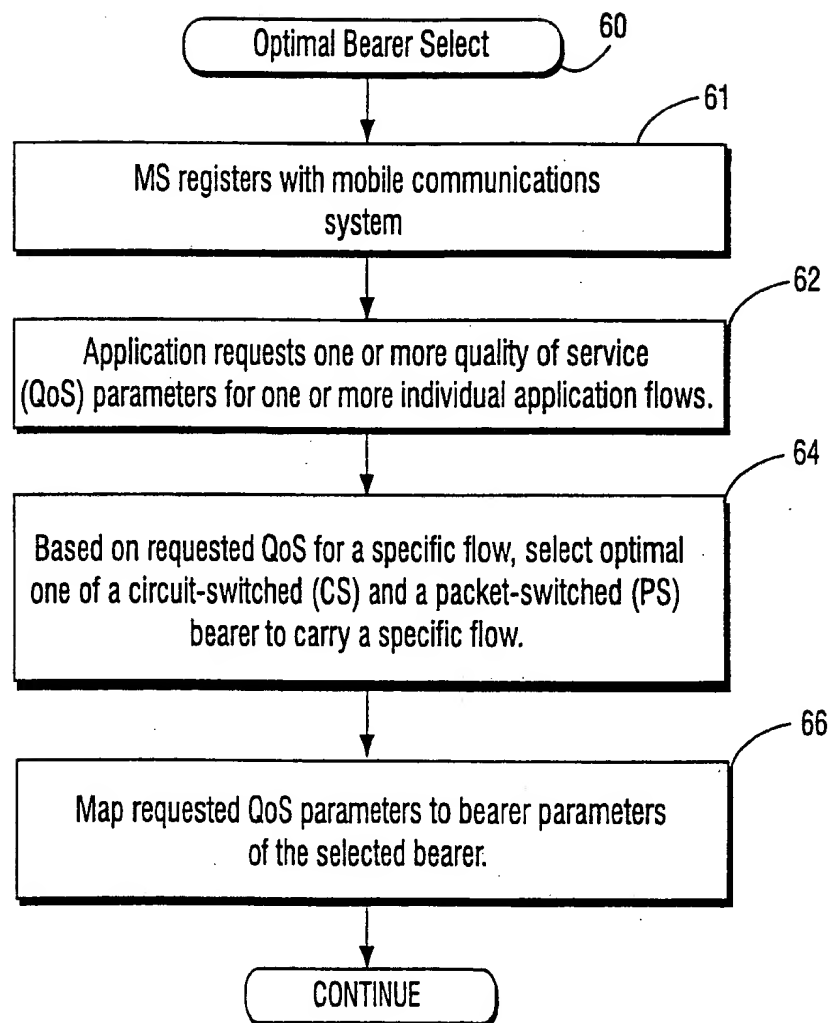 Optimal Bearer Select
60
61
MS registers with mobile communications
system
62
Application requests one or more quality of service
(QoS) parameters for one or more individual application flows.
64
Based on requested QoS for a specific flow, select optimal
one of a circuit-switched (CS) and a packet-switched (PS)
bearer to carry a specific flow.
66
Map requested QoS parameters to bearer parameters
of the selected bearer.
CONTINUE